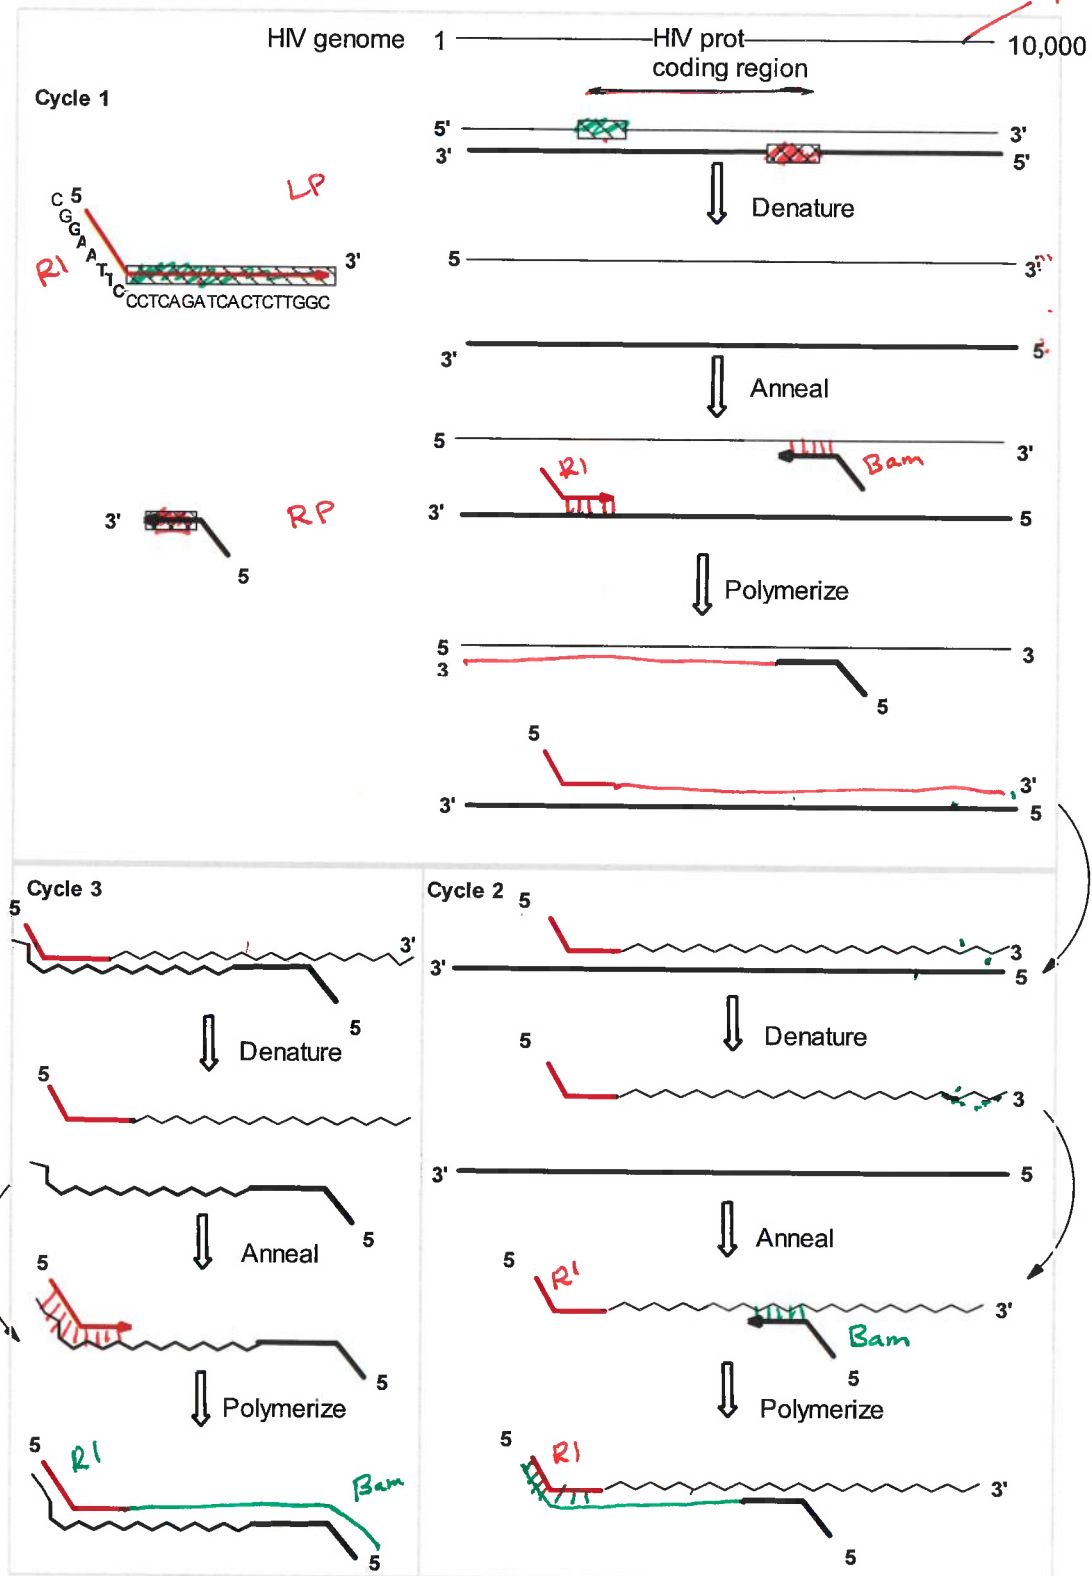 HIV genome 1 HIV prot 10,000
coding region
Cycle 1
5' 3'
3' 5'
Denature
C 5 LP
G
G
A
A
T
T
C
RI 3'
CCTCAGATCACTCTTGGC
5 3'
3' 5
Anneal
5 3'
RI Bam
3' 5
3' RP
5
Polymerize
5 3
3
5
5
3'
3' 5
Cycle 3
5
3'
5
Denature
5
5
Anneal
5
5
Polymerize
5
RI
Bam
5
Cycle 2
5
3
3' 5
Denature
5
3
3' 5
Anneal
5
RI
3'
Bam
5
Polymerize
5
RI
3'
5